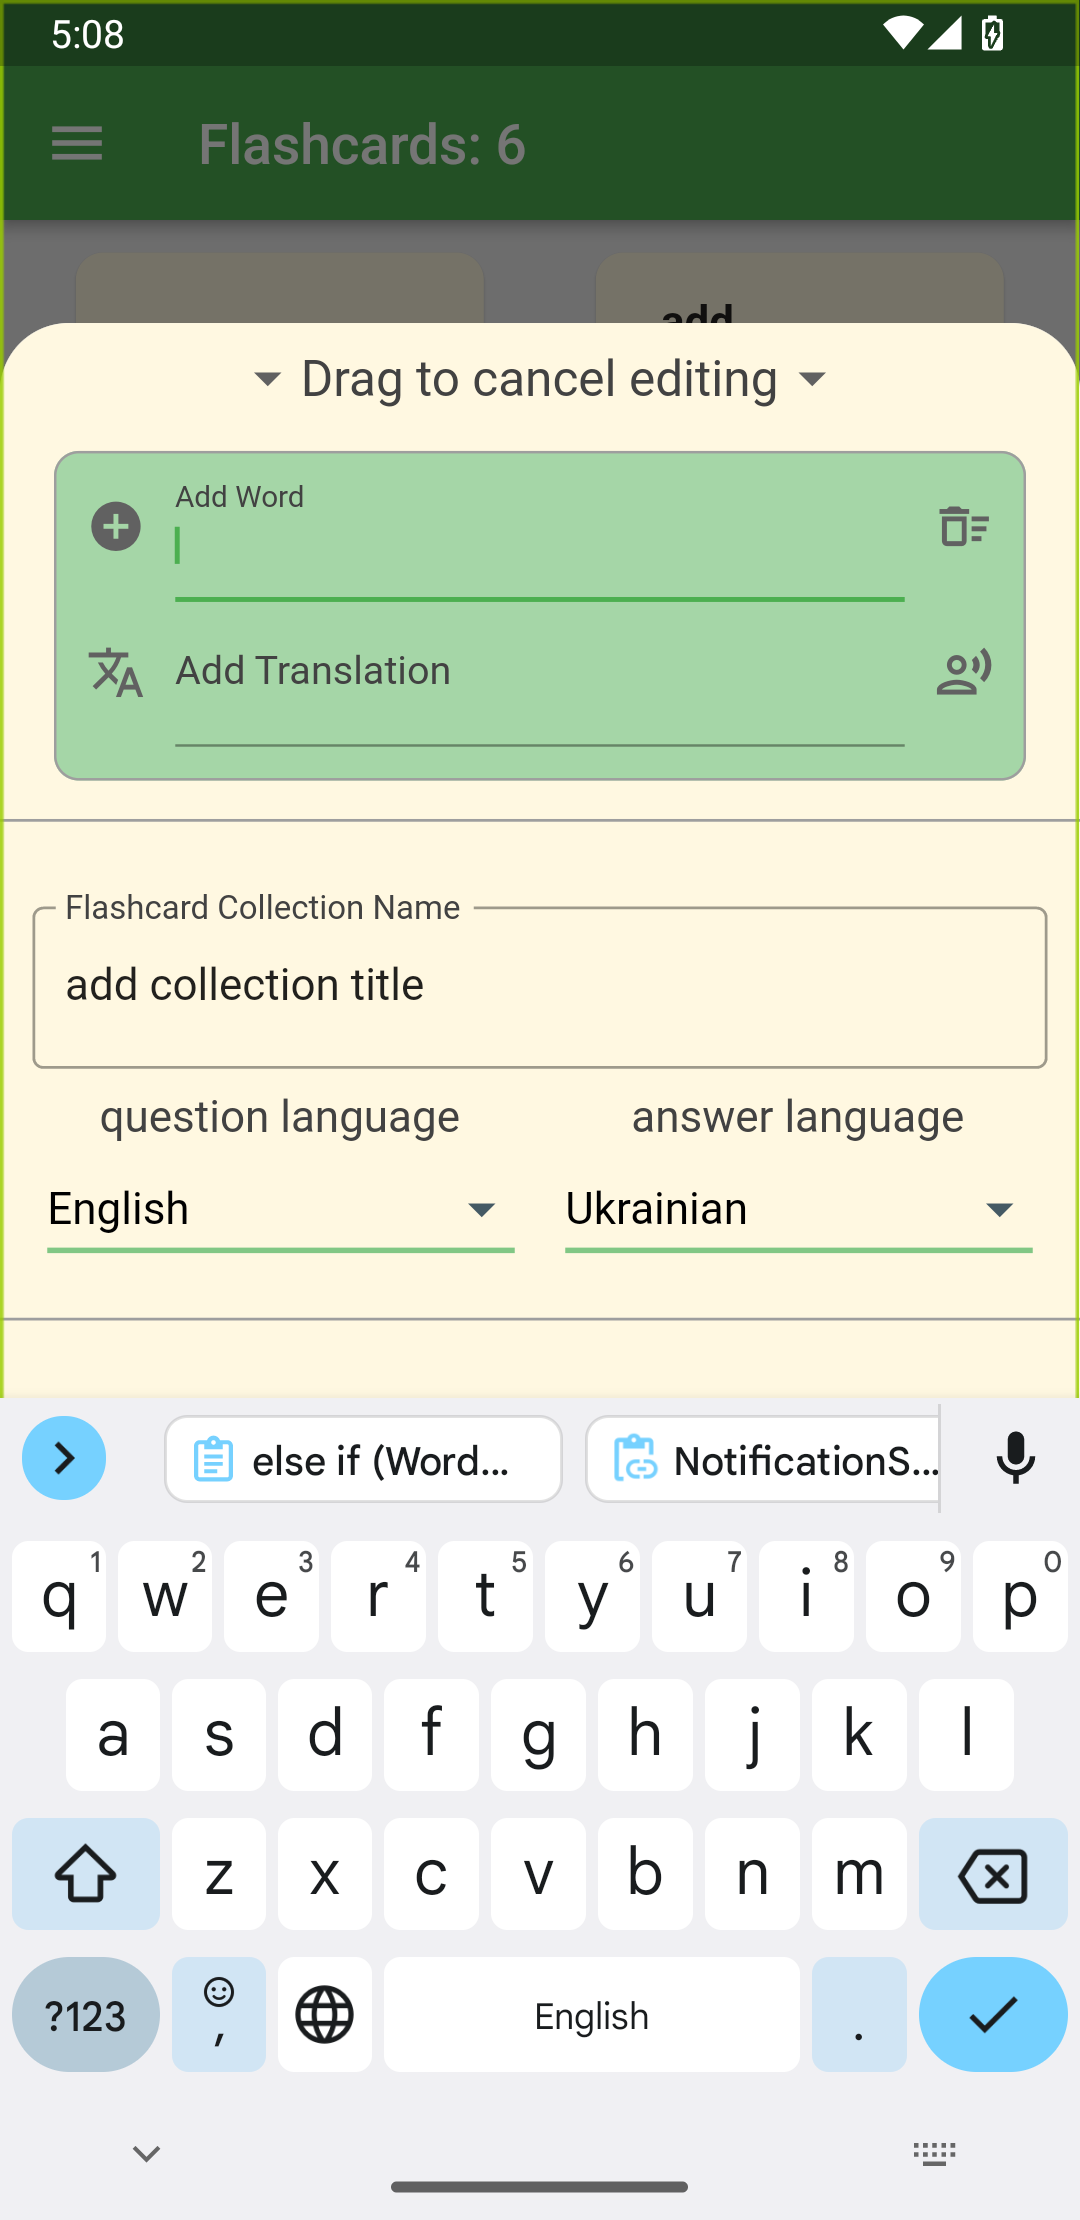 5:08
Flashcards: 6
add
Drag to cancel editing
Add Word
Add Translation
Flashcard Collection Name
add collection title
question language answer language
English Ukrainian
else if (Word... NotificationS...
q 1 w 2 e 3 r 4 t 5 y 6 u 7 i 8 o 9 p 0
a s d f g h j k l
z x c v b n m
?123 , English .